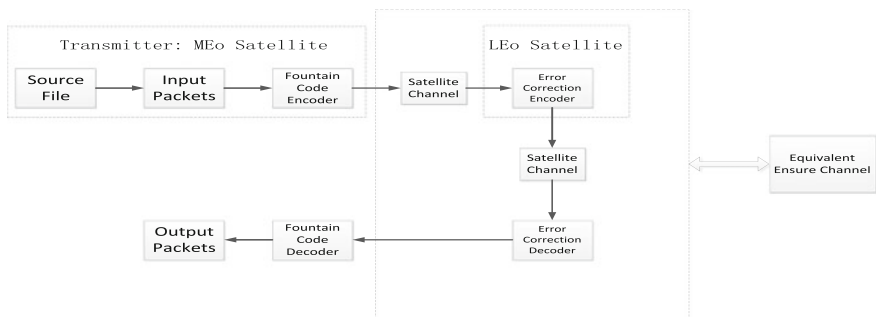 Transmitter: MEo Satellite
LEo Satellite
Source
File
Input
Packets
Fountain
Code
Encoder
Satellite
Channel
Error
Correction
Encoder
Satellite
Channel
Equivalent
Ensure Channel
Output
Packets
Fountain
Code
Decoder
Error
Correction
Decoder